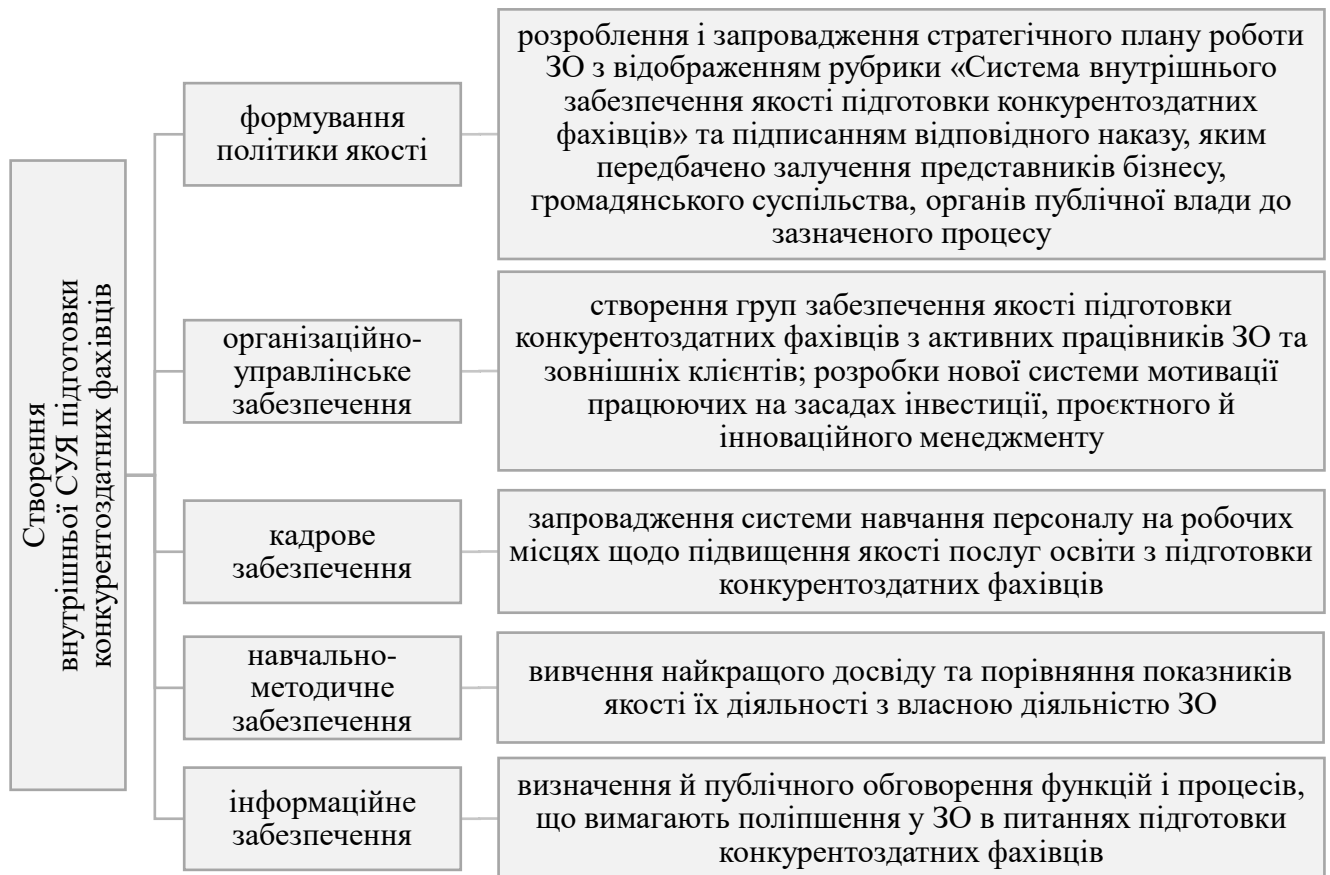 Створення
внутрішньої СУЯ підготовки
конкурентоздатних фахівців
формування
політики якості
розроблення і запровадження стратегічного плану роботи
ЗО з відображенням рубрики «Система внутрішнього
забезпечення якості підготовки конкурентоздатних
фахівців» та підписанням відповідного наказу, яким
передбачено залучення представників бізнесу,
громадянського суспільства, органів публічної влади до
зазначеного процесу
організаційно-
управлінське
забезпечення
створення груп забезпечення якості підготовки
конкурентоздатних фахівців з активних працівників ЗО та
зовнішніх клієнтів; розробки нової системи мотивації
працюючих на засадах інвестиції, проєктного й
інноваційного менеджменту
кадрове
забезпечення
запровадження системи навчання персоналу на робочих
місцях щодо підвищення якості послуг освіти з підготовки
конкурентоздатних фахівців
навчально-
методичне
забезпечення
вивчення найкращого досвіду та порівняння показників
якості їх діяльності з власною діяльністю ЗО
інформаційне
забезпечення
визначення й публічного обговорення функцій і процесів,
що вимагають поліпшення у ЗО в питаннях підготовки
конкурентоздатних фахівців